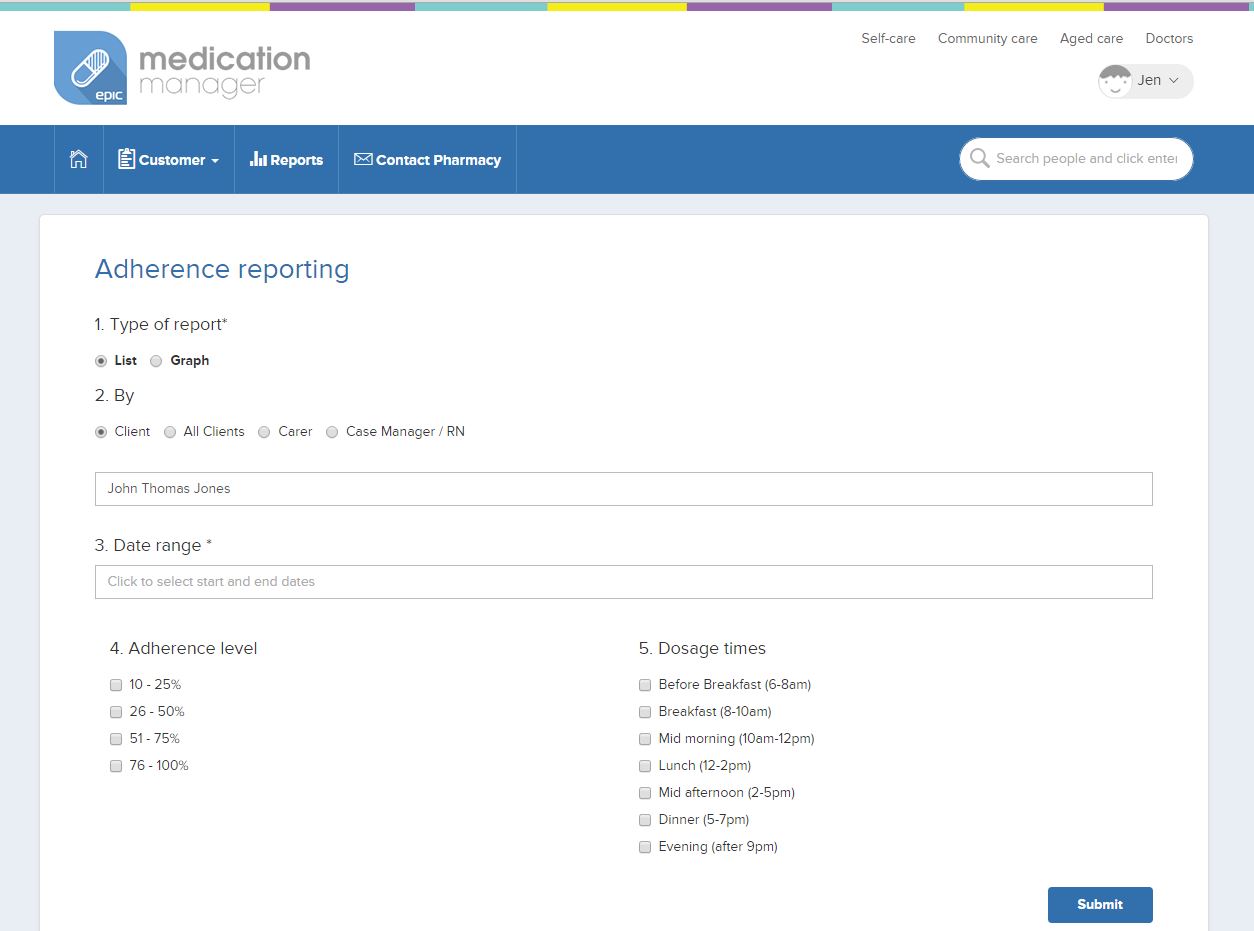 Self-care Community care Aged care Doctors
epic medication manager
Jen
Customer Reports Contact Pharmacy
Search people and click enter
Adherence reporting
1. Type of report*
List Graph
2. By
Client All Clients Carer Case Manager / RN
John Thomas Jones
3. Date range *
Click to select start and end dates
4. Adherence level
10 - 25%
26 - 50%
51 - 75%
76 - 100%
5. Dosage times
Before Breakfast (6-8am)
Breakfast (8-10am)
Mid morning (10am-12pm)
Lunch (12-2pm)
Mid afternoon (2-5pm)
Dinner (5-7pm)
Evening (after 9pm)
Submit